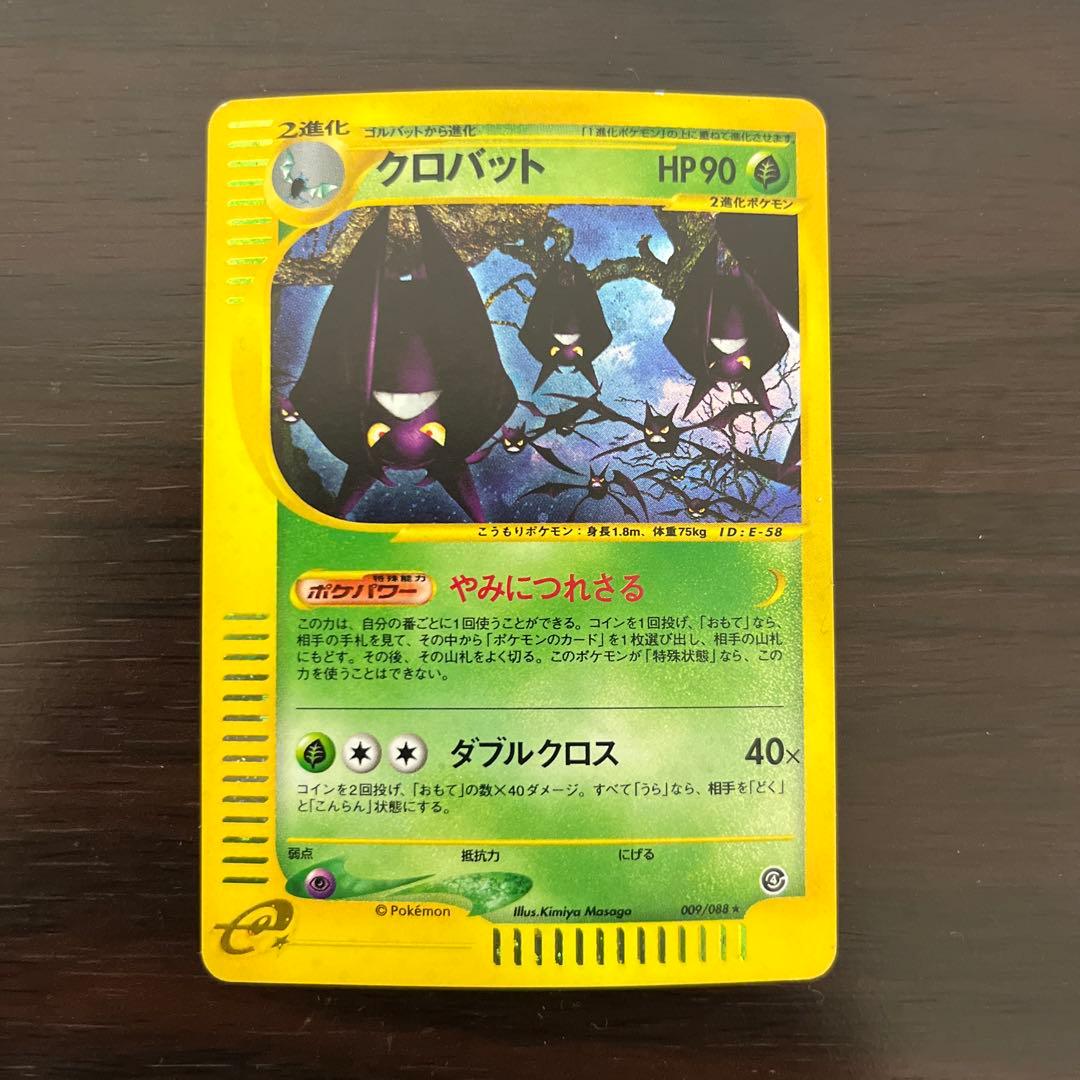 2進化 ゴルバットから進化 「1進化ポケモン」の上に重ねて進化させます
クロバット HP90
2進化ポケモン
こうもりポケモン：身長1.8m、体重75kg ID：E-58
特殊能力
ポケパワー やみにつれさる
この力は、自分の番ごとに1回使うことができる。コインを1回投げ、「おもて」なら、
相手の手札を見て、その中から「ポケモンのカード」を1枚選び出し、相手の山札
にもどす。その後、その山札をよく切る。このポケモンが「特殊状態」なら、この
力を使うことはできない。
ダブルクロス 40×
コインを2回投げ、「おもて」の数×40ダメージ。すべて「うら」なら、相手を「どく」
と「こんらん」状態にする。
弱点 抵抗力 にげる
4
© Pokémon Illus.Kimiya Masago 009/088★
e